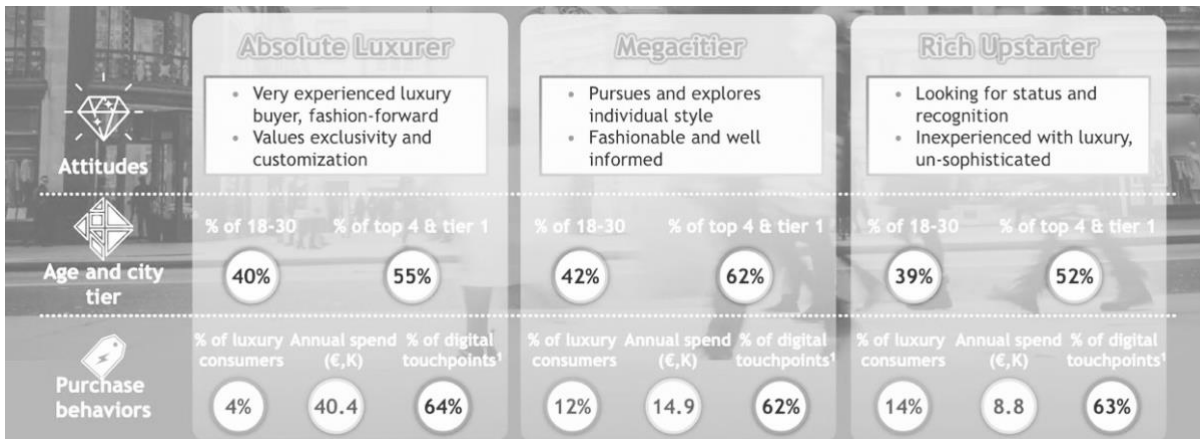 Absolute Luxurer
Megacitier
Rich Upstarter
Attitudes
• Very experienced luxury
buyer, fashion-forward
• Values exclusivity and
customization
• Pursues and explores
individual style
• Fashionable and well
informed
• Looking for status and
recognition
• Inexperienced with luxury,
un-sophisticated
Age and city
tier
% of 18-30
% of top 4 & tier 1
40%
55%
% of 18-30
% of top 4 & tier 1
42%
62%
% of 18-30
% of top 4 & tier 1
39%
52%
Purchase
behaviors
% of luxury
consumers
Annual spend
(€,K)
% of digital
touchpoints¹
4%
40.4
64%
% of luxury
consumers
Annual spend
(€,K)
% of digital
touchpoints¹
12%
14.9
62%
% of luxury
consumers
Annual spend
(€,K)
% of digital
touchpoints¹
14%
8.8
63%